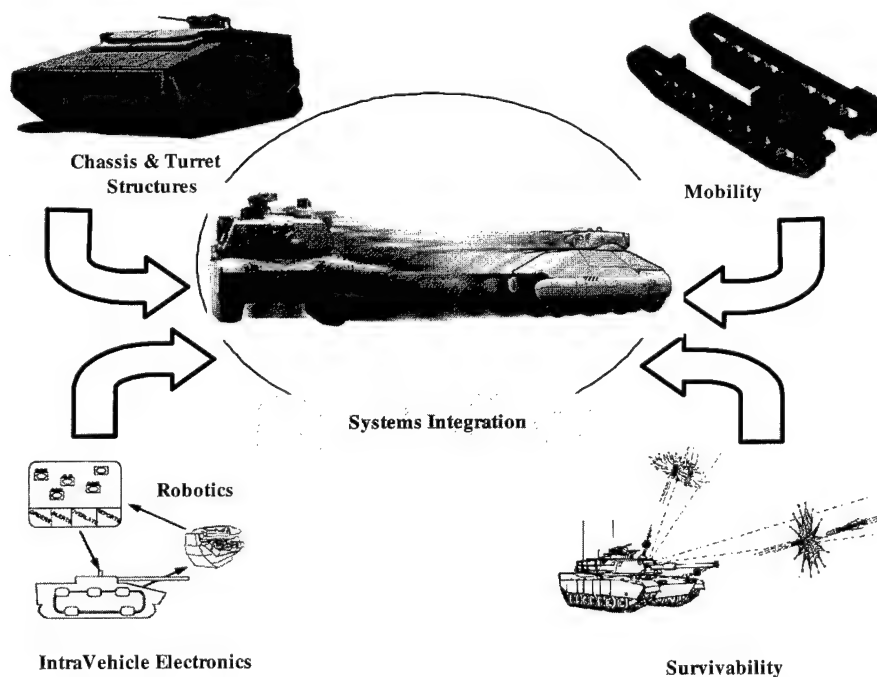 Chassis & Turret
Structures
Mobility
Systems Integration
Robotics
IntraVehicle Electronics
Survivability